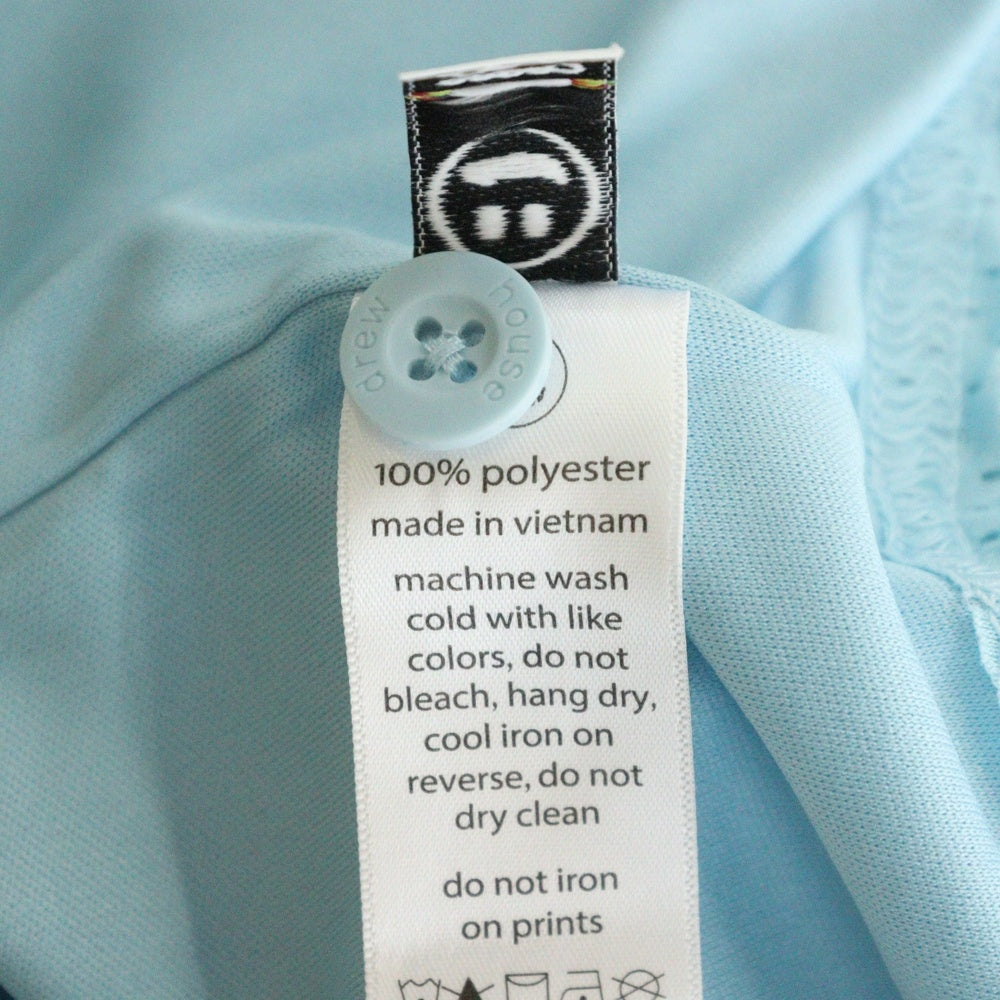 drew house
100% polyester
made in vietnam
machine wash
cold with like
colors, do not
bleach, hang dry,
cool iron on
reverse, do not
dry clean
do not iron
on prints